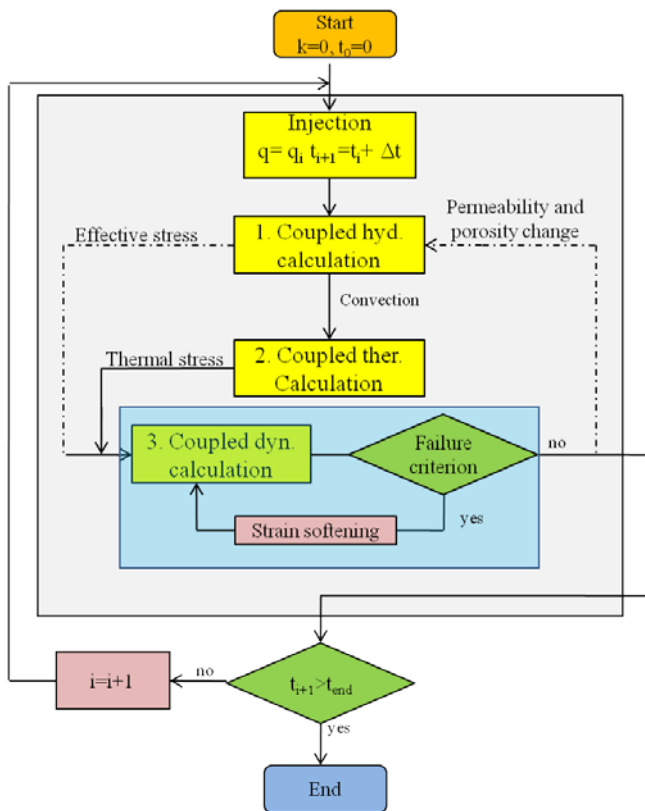 Start
k=0, t₀=0
Injection
q= qᵢ tᵢ₊₁=tᵢ+ Δt
Permeability and
porosity change
Effective stress
1. Coupled hyd.
calculation
Convection
Thermal stress
2. Coupled ther.
Calculation
3. Coupled dyn.
calculation
Failure
criterion
no
yes
Strain softening
i=i+1
no
tᵢ₊₁>tₑₙd
yes
End